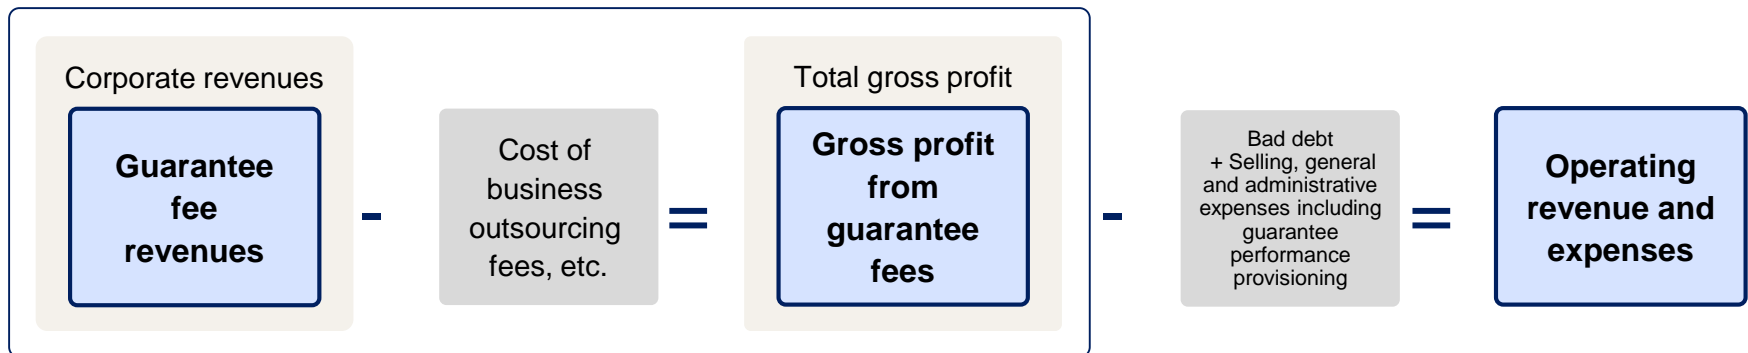 Corporate revenues
Guarantee
fee
revenues
-
Cost of
business
outsourcing
fees, etc.
=
Total gross profit
Gross profit
from
guarantee
fees
-
Bad debt
+ Selling, general
and administrative
expenses including
guarantee
performance
provisioning
=
Operating
revenue and
expenses